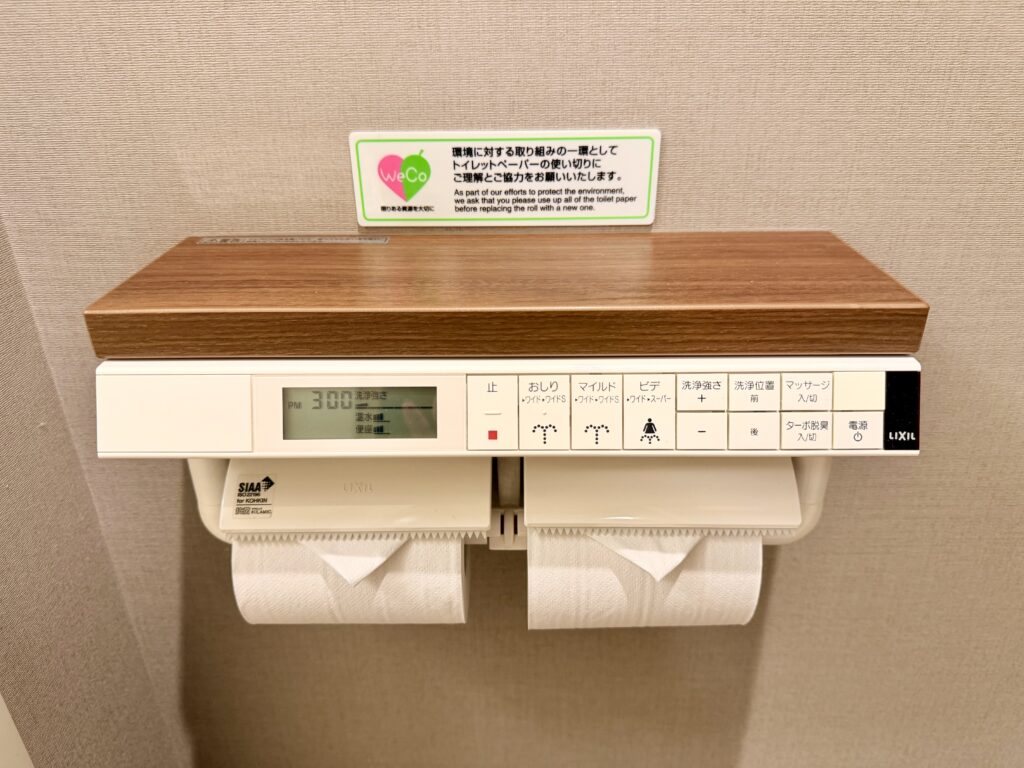 WeCo
限りある資源を大切に
環境に対する取り組みの一環として
トイレットペーパーの使い切りに
ご理解とご協力をお願いいたします。
As part of our efforts to protect the environment,
we ask that you please use up all of the toilet paper
before replacing the roll with a new one.
PM 3:00
洗浄強さ
温水
便座
止
おしり
・ワイド・ワイドS
マイルド
・ワイド・ワイドS
ビデ
・ワイド・スーパー
洗浄強さ
+
−
洗浄位置
前
後
マッサージ
入/切
ターボ脱臭
入/切
電源
LIXIL
SIAA
ISO 22196
for KOHKIN
LIXIL